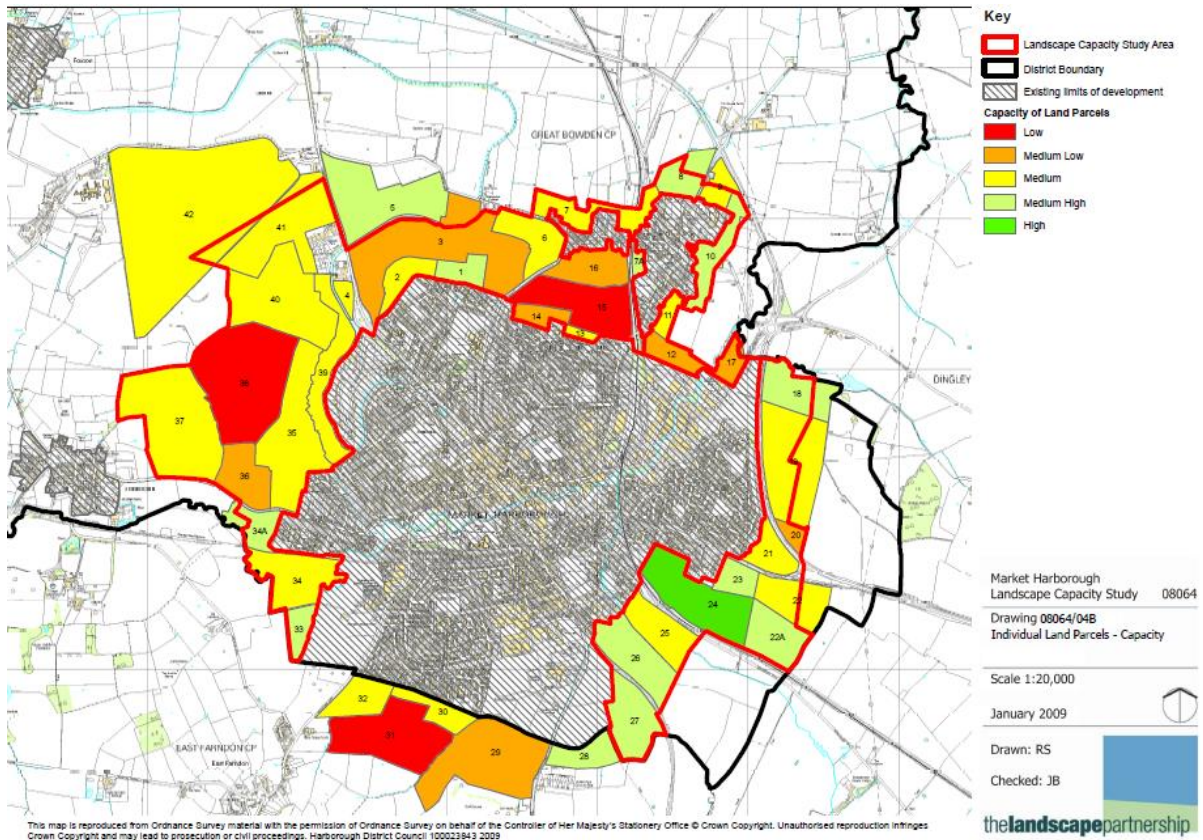 Key
Landscape Capacity Study Area
District Boundary
Existing limits of development
Capacity of Land Parcels
Low
Medium Low
Medium
Medium High
High
Foxton
GREAT BOWDEN CP
42
41
5
3
6
7
8
9
10
7A
16
15
14
13
11
12
17
2
1
4
40
39
38
37
35
36
DINGLEY
18
34A
MARKET HARBOROUGH
20
21
34
33
23
24
22
22A
25
26
27
32
30
31
29
28
EAST FARNDON CP
East Farndon
Market Harborough
Landscape Capacity Study 08064
Drawing 08064/04B
Individual Land Parcels - Capacity
Scale 1:20,000
January 2009
Drawn: RS
Checked: JB
thelandscapepartnership
This map is reproduced from Ordnance Survey material with the permission of Ordnance Survey on behalf of the Controller of Her Majesty's Stationery Office © Crown Copyright. Unauthorised reproduction infringes
Crown Copyright and may lead to prosecution or civil proceedings. Harborough District Council 100023843 2009